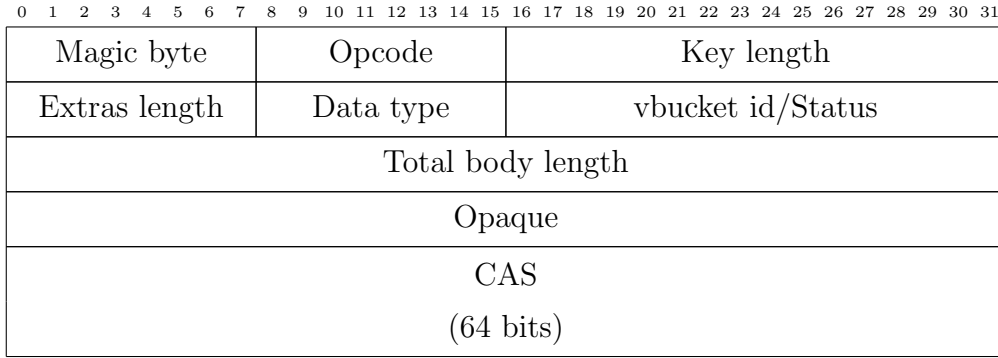 0 1 2 3 4 5 6 7 8 9 10 11 12 13 14 15 16 17 18 19 20 21 22 23 24 25 26 27 28 29 30 31
Magic byte Opcode Key length
Extras length Data type vbucket id/Status
Total body length
Opaque
CAS
(64 bits)